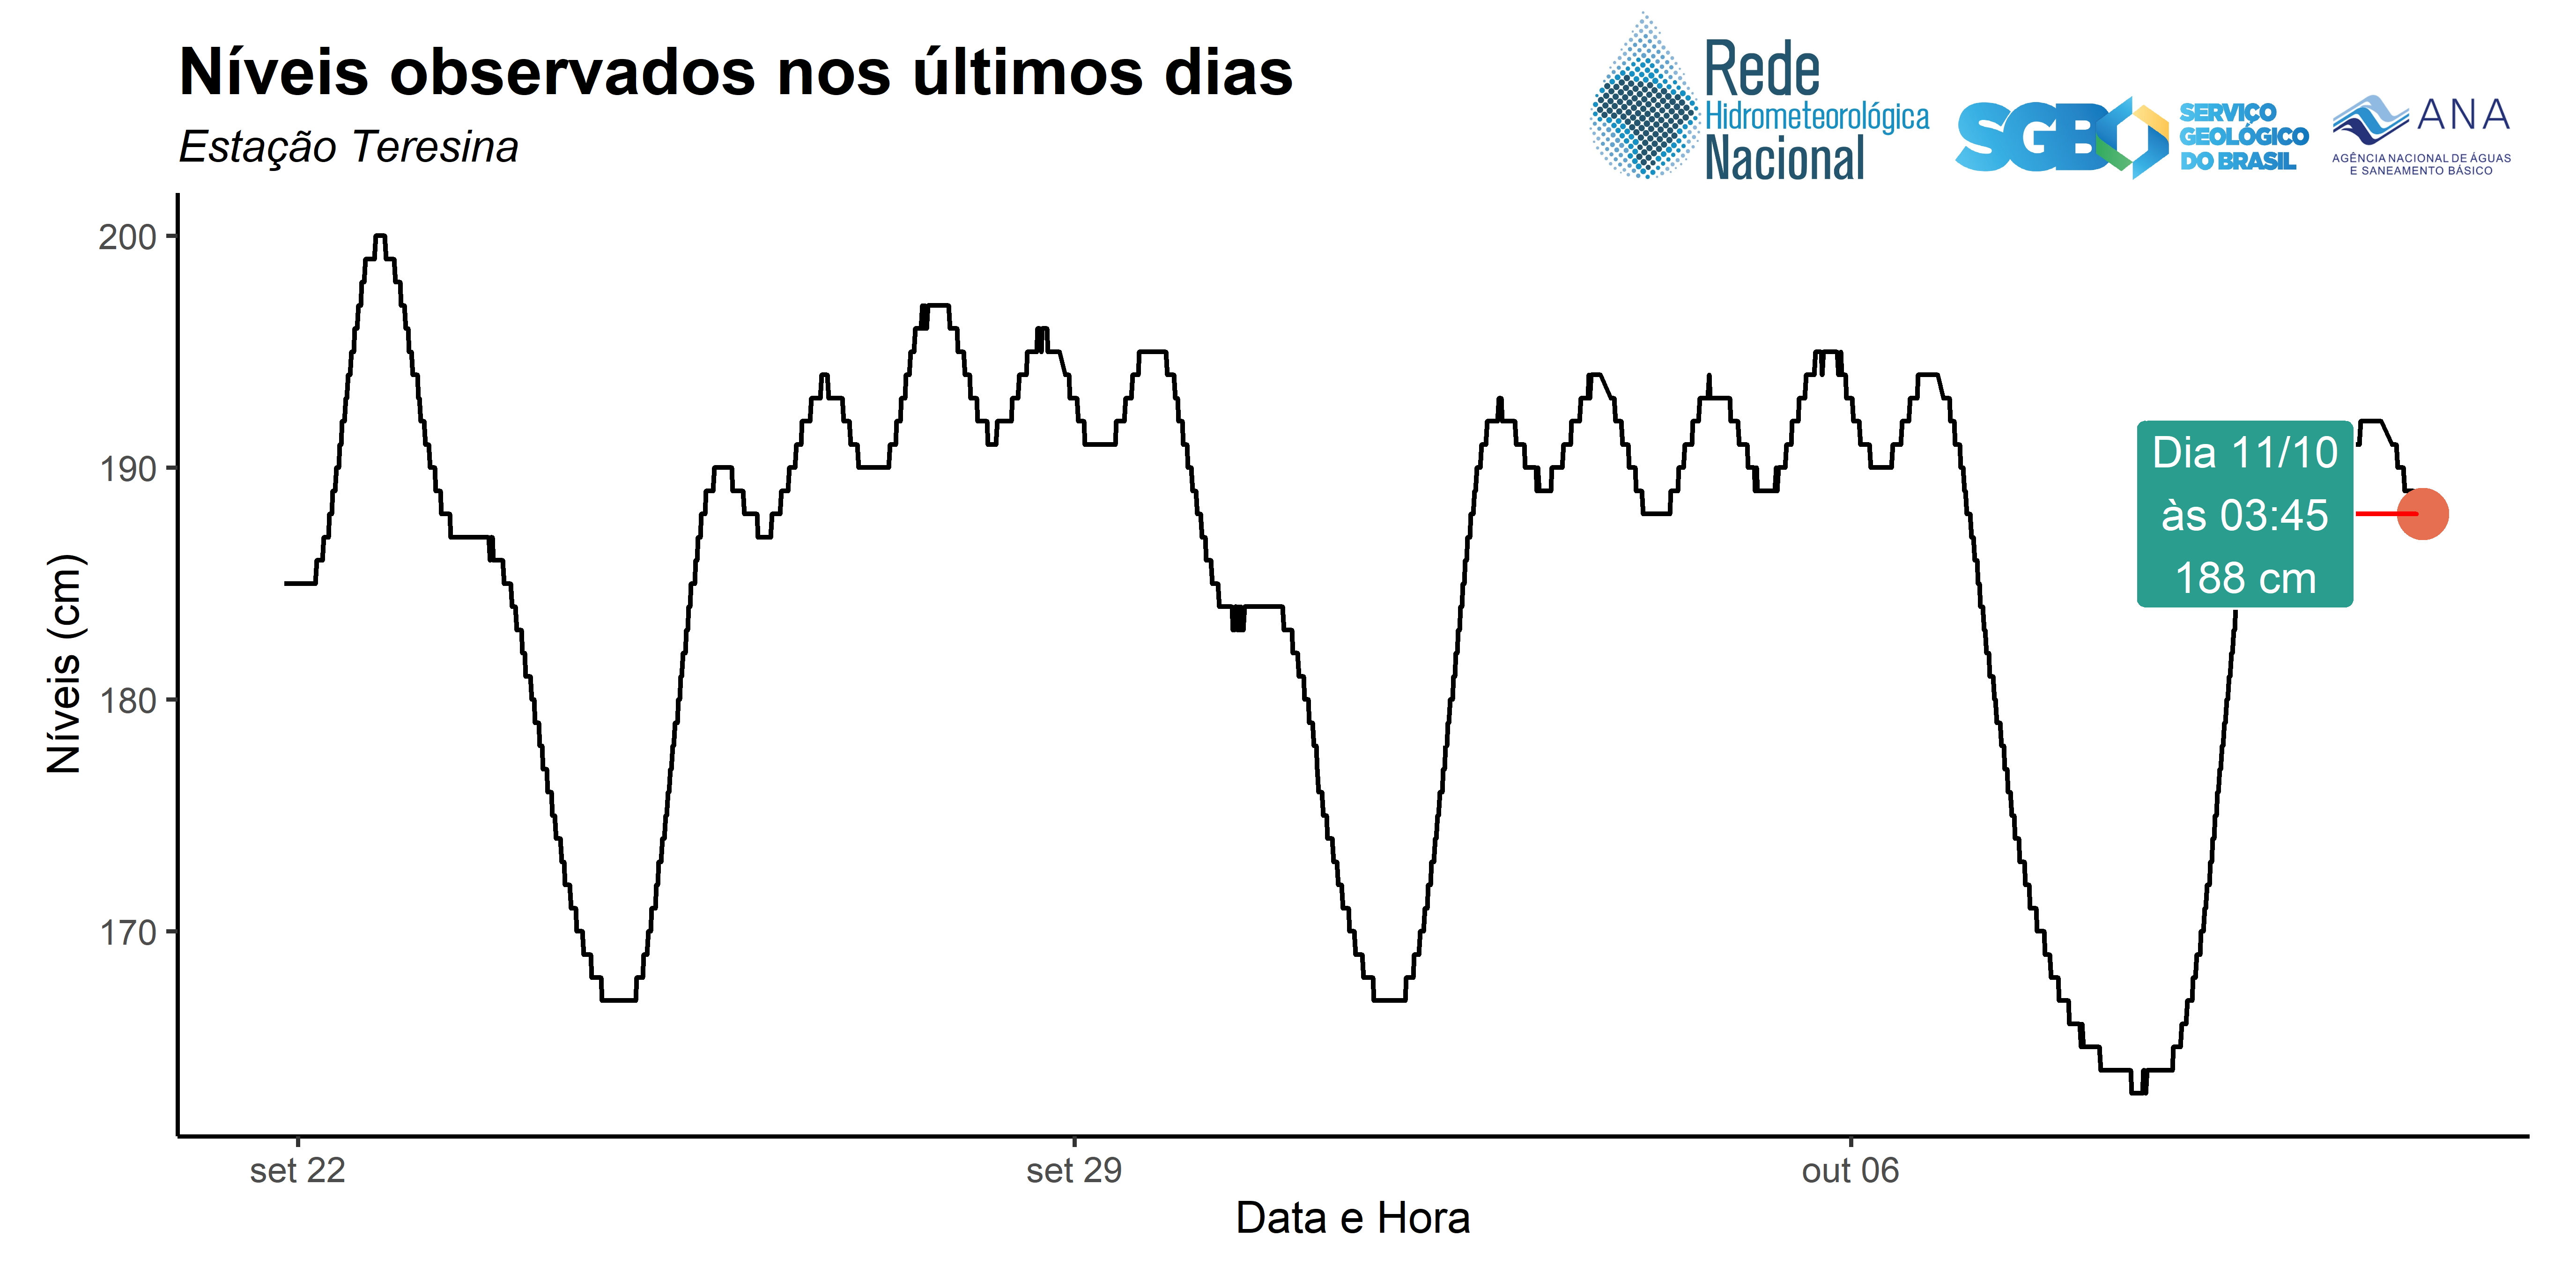 Níveis observados nos últimos dias
Estação Teresina
Rede
Hidrometeorológica
Nacional
SGB
SERVIÇO
GEOLÓGICO
DO BRASIL
ANA
AGÊNCIA NACIONAL DE ÁGUAS
E SANEAMENTO BÁSICO
200
190
180
170
Níveis (cm)
Dia 11/10
às 03:45
188 cm
set 22
set 29
out 06
Data e Hora